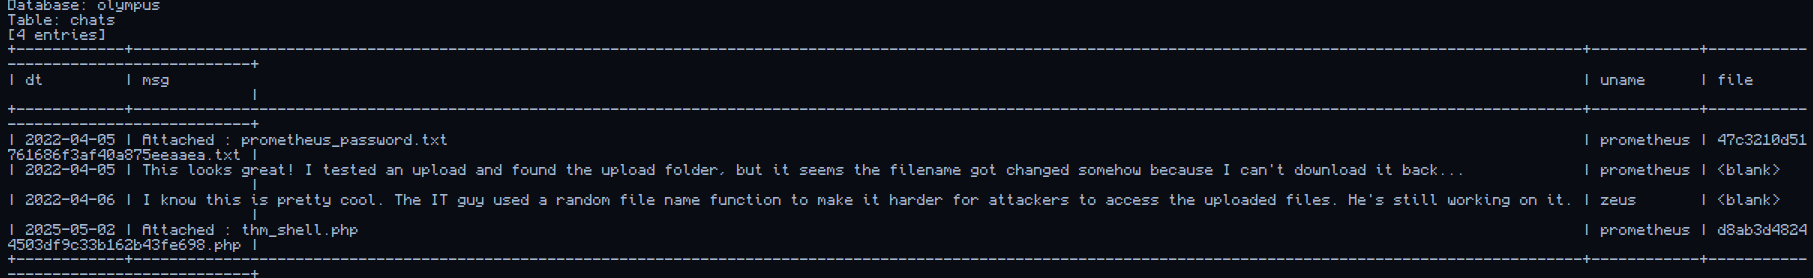 Database: olympus
Table: chats
[4 entries]
+------------+-----------------------------------------------------------------------------------------------------------------------------------------------------------------+------------+-----------
---------------------------+
| dt         | msg                                                                                                                                                             | uname      | file
                           |
+------------+-----------------------------------------------------------------------------------------------------------------------------------------------------------------+------------+-----------
---------------------------+
| 2022-04-05 | Attached : prometheus_password.txt                                                                                                                              | prometheus | 47c3210d51
761686f3af40a875eeaaea.txt |
| 2022-04-05 | This looks great! I tested an upload and found the upload folder, but it seems the filename got changed somehow because I can't download it back...             | prometheus | <blank>
                           |
| 2022-04-06 | I know this is pretty cool. The IT guy used a random file name function to make it harder for attackers to access the uploaded files. He's still working on it. | zeus       | <blank>
                           |
| 2025-05-02 | Attached : thm_shell.php                                                                                                                                        | prometheus | d8ab3d4824
4503df9c33b162b43fe698.php |
+------------+-----------------------------------------------------------------------------------------------------------------------------------------------------------------+------------+-----------
---------------------------+